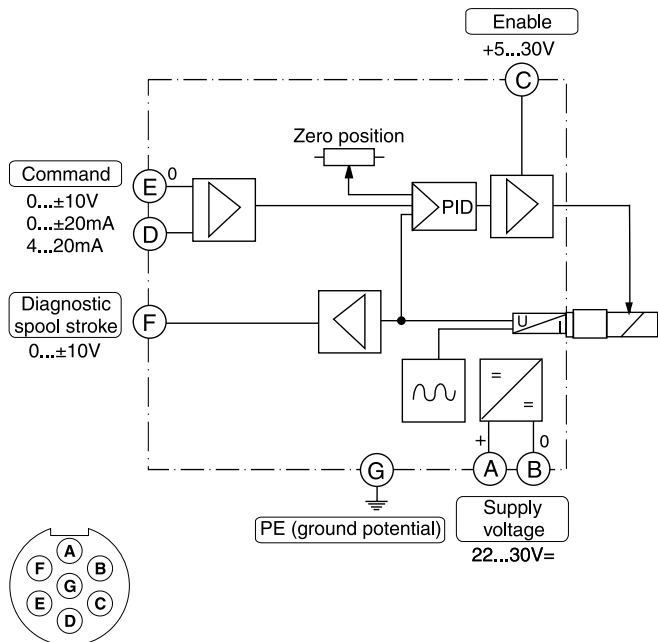 Enable
+5...30V
C
Zero position
Command
0...±10V
0...±20mA
4...20mA
E
0
D
PID
Diagnostic
spool stroke
0...±10V
F
U
I
=
=
+
0
A
B
G
PE (ground potential)
Supply
voltage
22...30V=
A
F
B
G
E
C
D